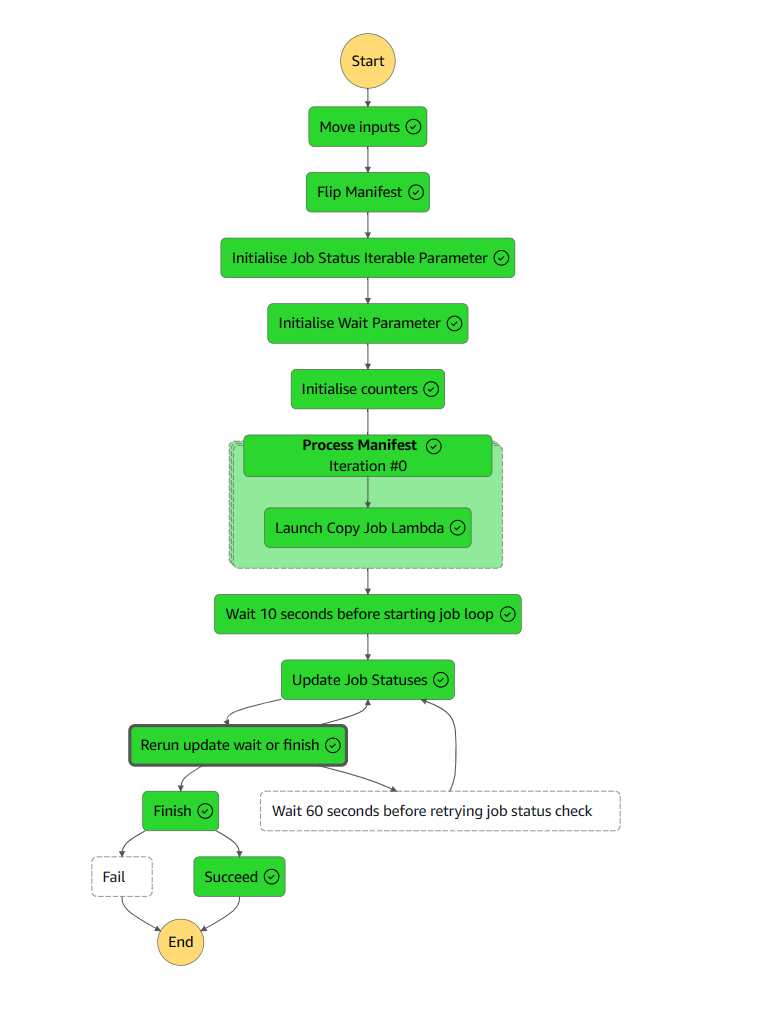 Start
Move inputs
Flip Manifest
Initialise Job Status Iterable Parameter
Initialise Wait Parameter
Initialise counters
Process Manifest
Iteration #0
Launch Copy Job Lambda
Wait 10 seconds before starting job loop
Update Job Statuses
Rerun update wait or finish
Finish
Wait 60 seconds before retrying job status check
Fail
Succeed
End